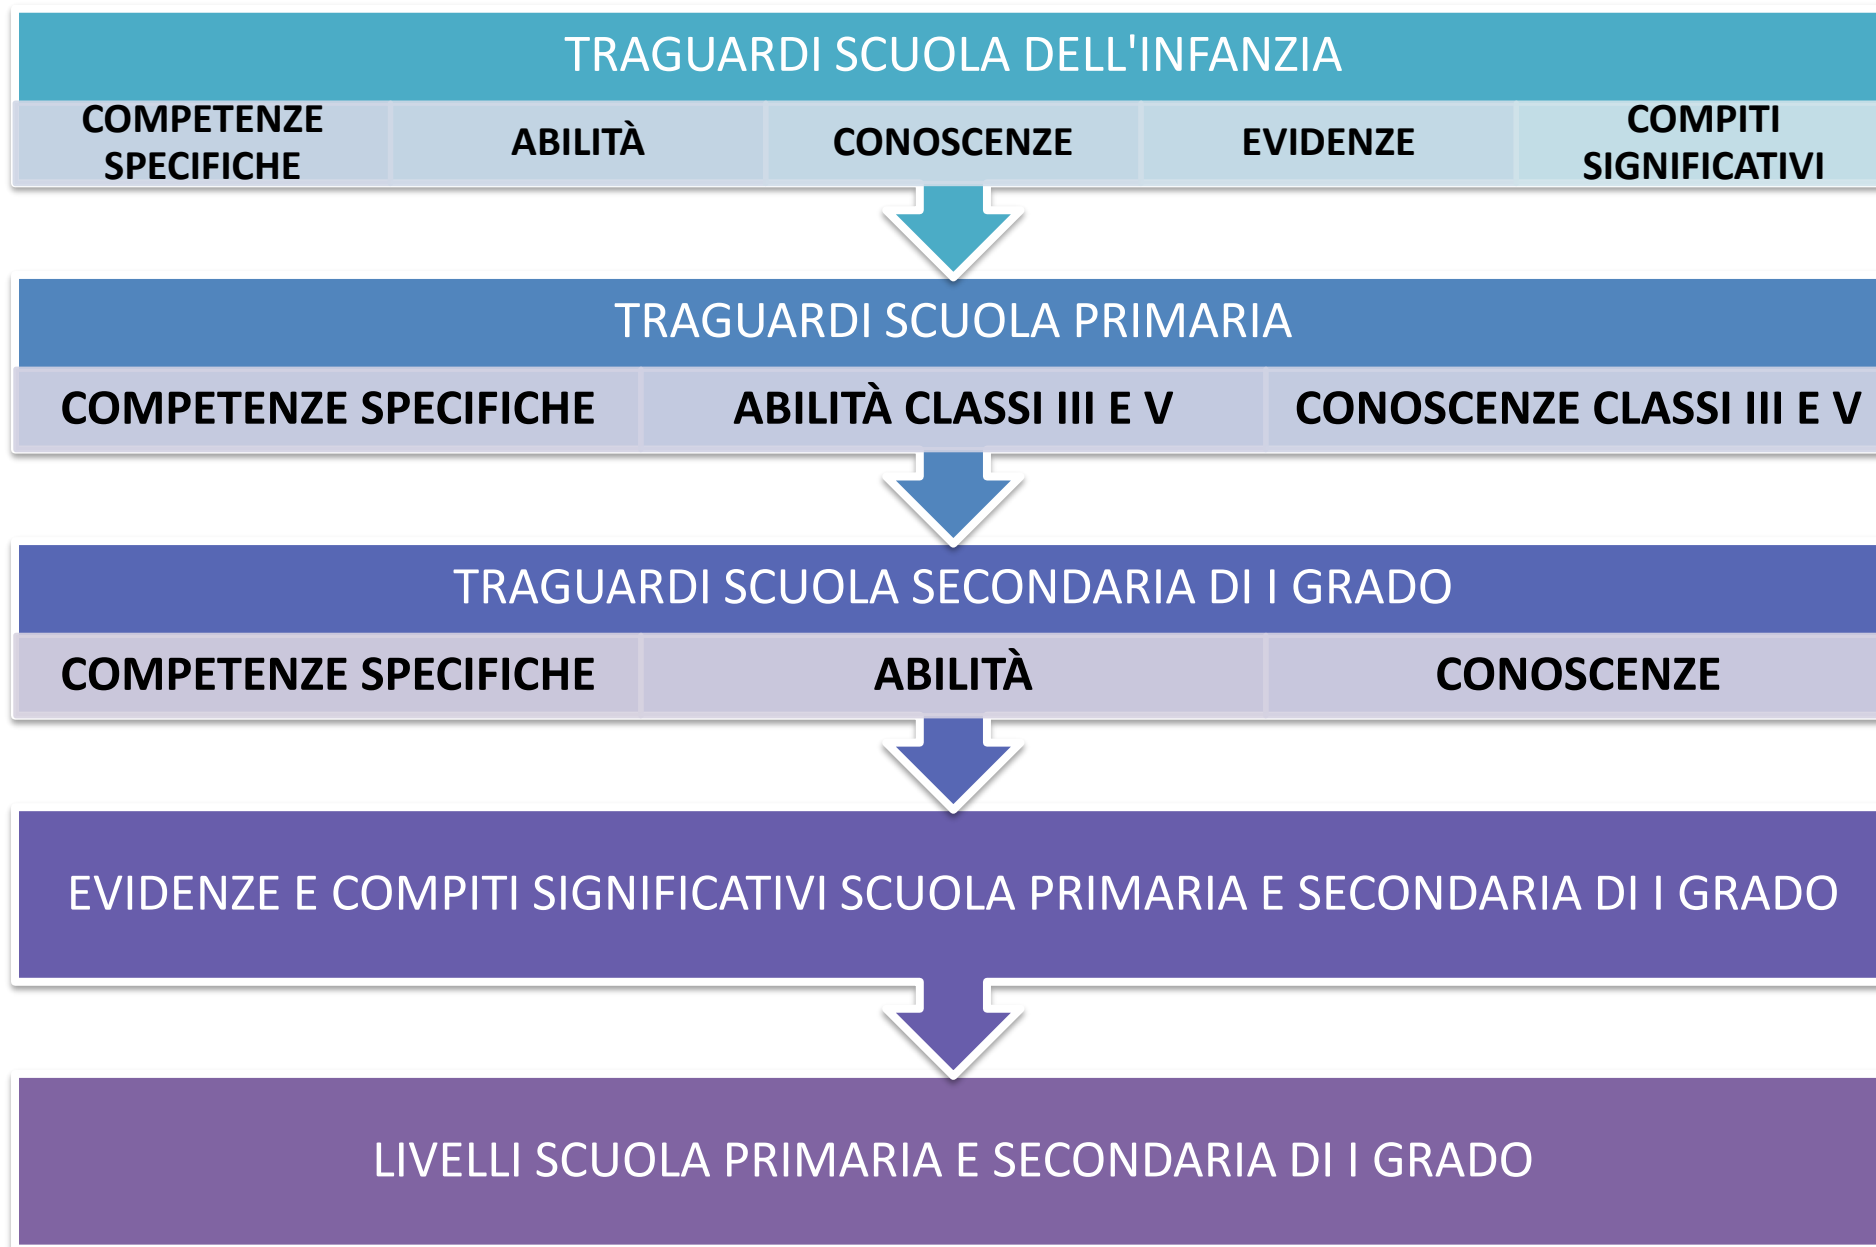 TRAGUARDI SCUOLA DELL'INFANZIA
COMPETENZE
SPECIFICHE
ABILITÀ
CONOSCENZE
EVIDENZE
COMPITI
SIGNIFICATIVI
TRAGUARDI SCUOLA PRIMARIA
COMPETENZE SPECIFICHE
ABILITÀ CLASSI III E V
CONOSCENZE CLASSI III E V
TRAGUARDI SCUOLA SECONDARIA DI I GRADO
COMPETENZE SPECIFICHE
ABILITÀ
CONOSCENZE
EVIDENZE E COMPITI SIGNIFICATIVI SCUOLA PRIMARIA E SECONDARIA DI I GRADO
LIVELLI SCUOLA PRIMARIA E SECONDARIA DI I GRADO